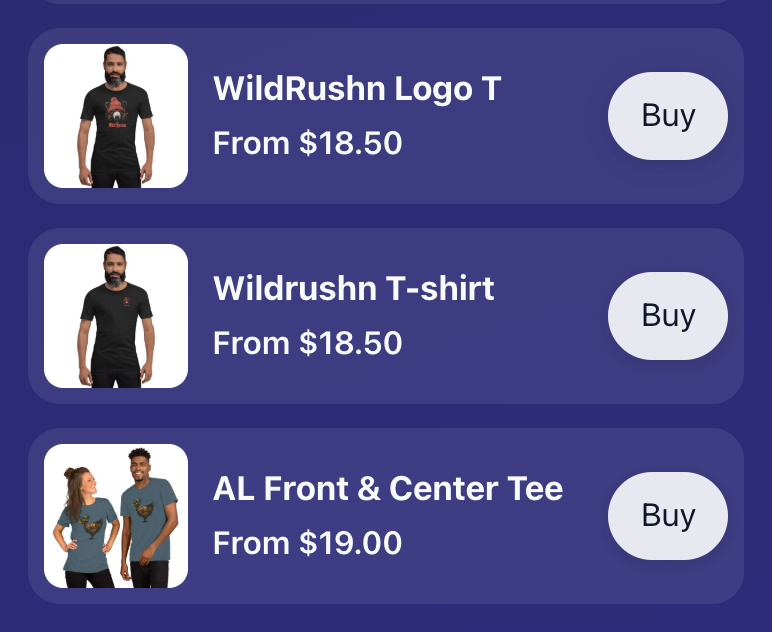 WildRushn Logo T
From $18.50
Buy
Wildrushn T-shirt
From $18.50
Buy
AL Front & Center Tee
From $19.00
Buy